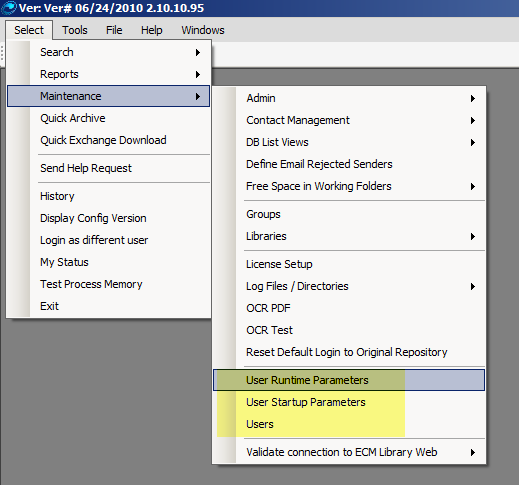 Ver: Ver# 06/24/2010 2.10.10.95
Select Tools File Help Windows
Search
Reports
Maintenance
Quick Archive
Quick Exchange Download
Send Help Request
History
Display Config Version
Login as different user
My Status
Test Process Memory
Exit
Admin
Contact Management
DB List Views
Define Email Rejected Senders
Free Space in Working Folders
Groups
Libraries
License Setup
Log Files / Directories
OCR PDF
OCR Test
Reset Default Login to Original Repository
User Runtime Parameters
User Startup Parameters
Users
Validate connection to ECM Library Web